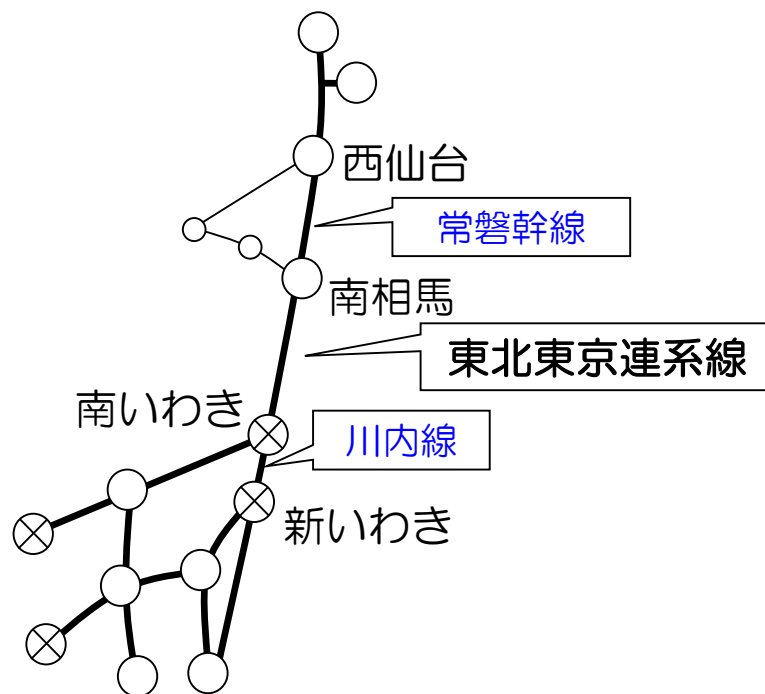 西仙台
常磐幹線
南相馬
東北東京連系線
南いわき
川内線
新いわき